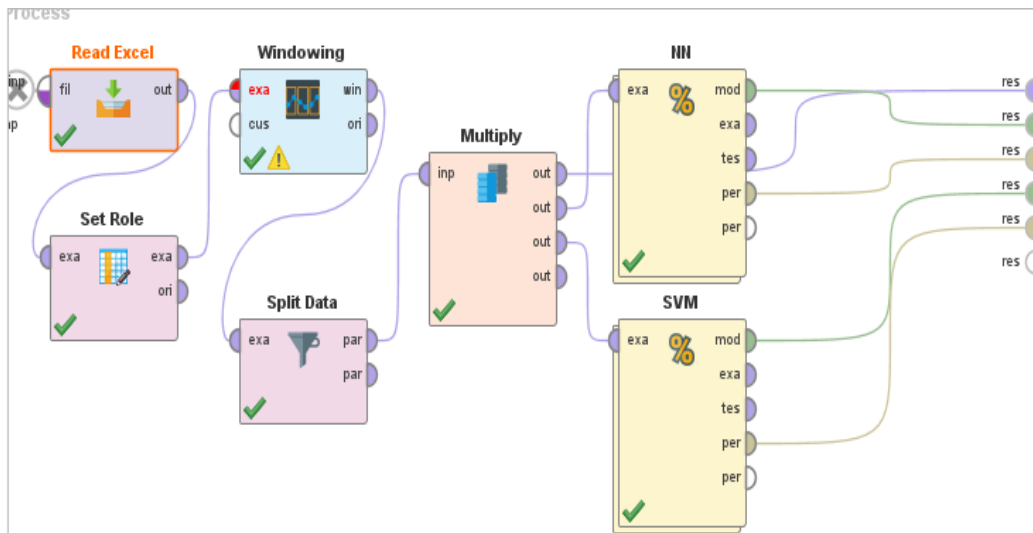 Process
Read Excel
Windowing
NN
inp
fil
out
exa
win
exa
mod
res
cus
ori
exa
res
Multiply
tes
res
inp
out
per
res
Set Role
out
per
res
exa
exa
out
res
ori
out
Split Data
SVM
exa
par
exa
mod
par
exa
tes
per
per